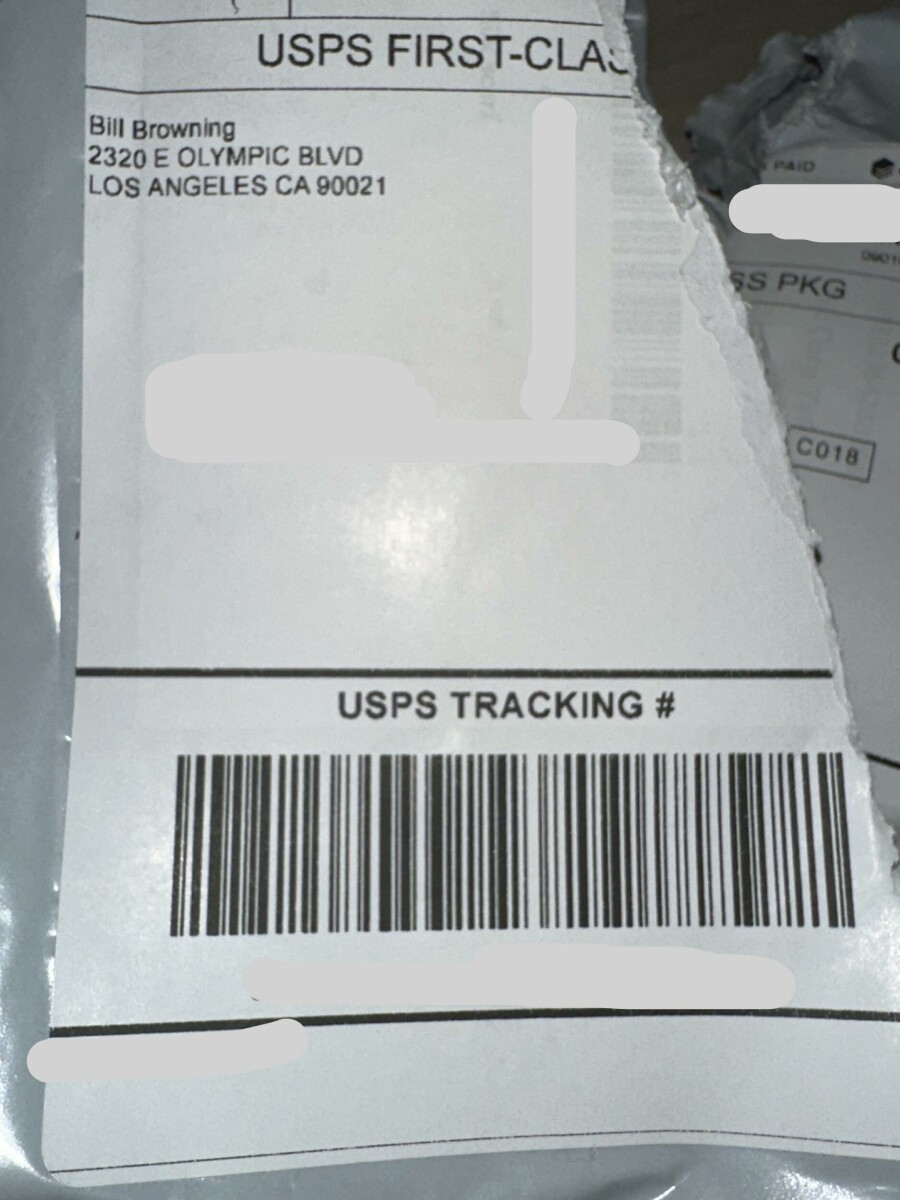 USPS FIRST-CLAS
Bill Browning
2320 E OLYMPIC BLVD
LOS ANGELES CA 90021
PAID
SS PKG
C018
USPS TRACKING #